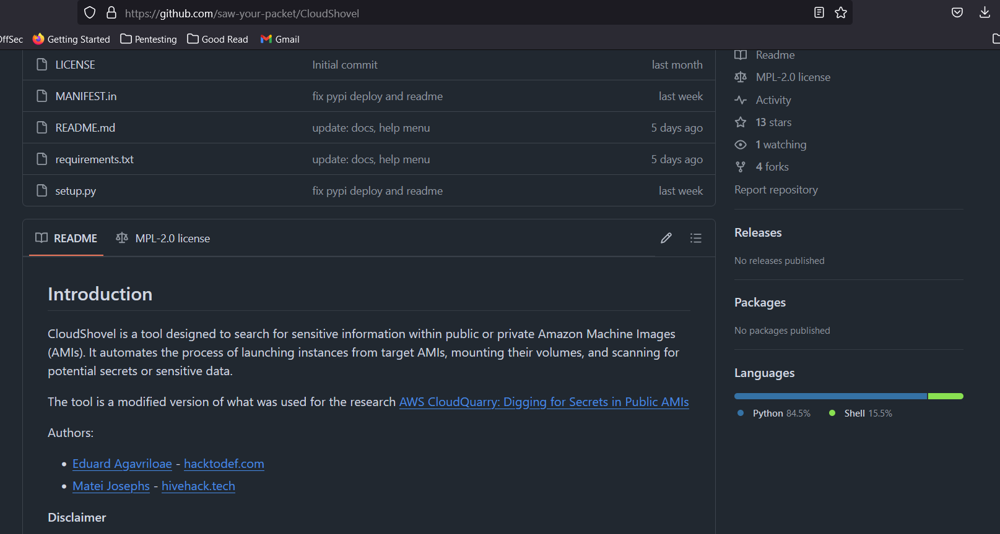 https://github.com/saw-your-packet/CloudShovel
OffSec Getting Started Pentesting Good Read Gmail
LICENSE Initial commit last month
MANIFEST.in fix pypi deploy and readme last week
README.md update: docs, help menu 5 days ago
requirements.txt update: docs, help menu 5 days ago
setup.py fix pypi deploy and readme last week
README MPL-2.0 license
Introduction
CloudShovel is a tool designed to search for sensitive information within public or private Amazon Machine Images
(AMIs). It automates the process of launching instances from target AMIs, mounting their volumes, and scanning for
potential secrets or sensitive data.
The tool is a modified version of what was used for the research AWS CloudQuarry: Digging for Secrets in Public AMIs
Authors:
• Eduard Agavriloae - hacktodef.com
• Matei Josephs - hivehack.tech
Disclaimer
Readme
MPL-2.0 license
Activity
13 stars
1 watching
4 forks
Report repository
Releases
No releases published
Packages
No packages published
Languages
Python 84.5% Shell 15.5%